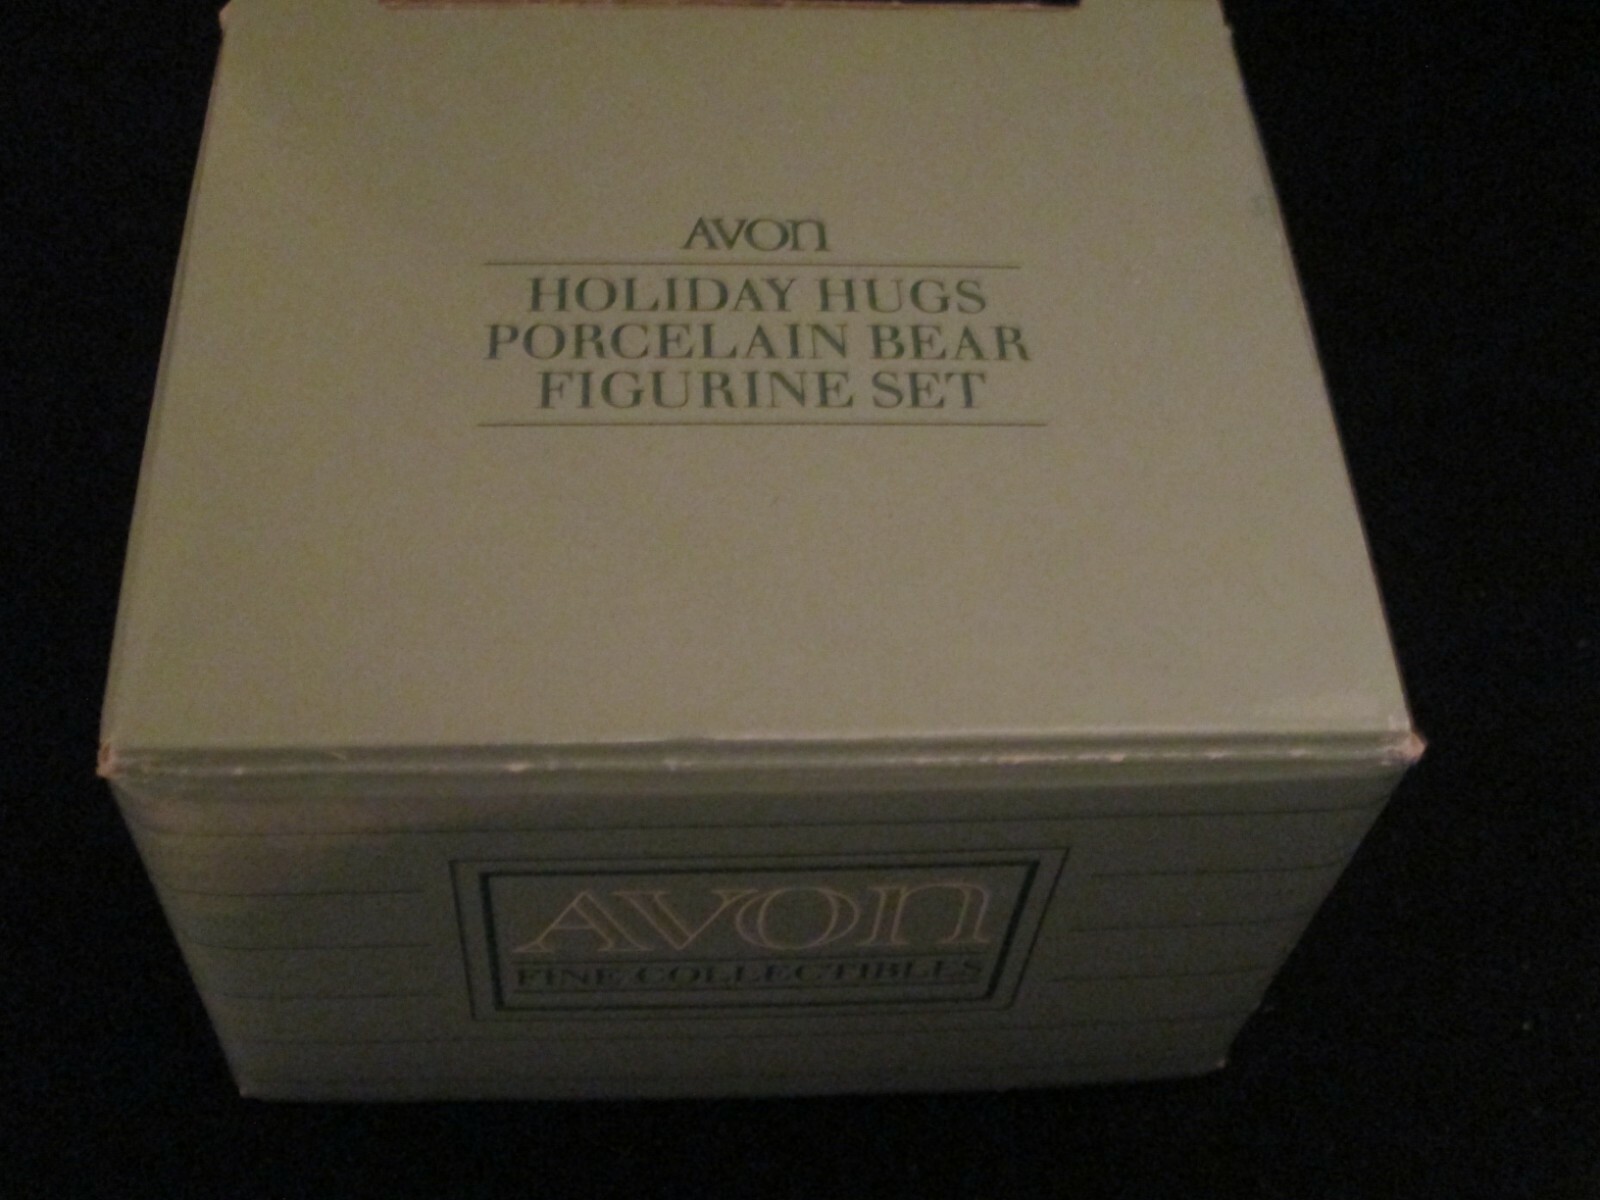 AVON
HOLIDAY HUGS
PORCELAIN BEAR
FIGURINE SET
AVON
FINE COLLECTIBLES